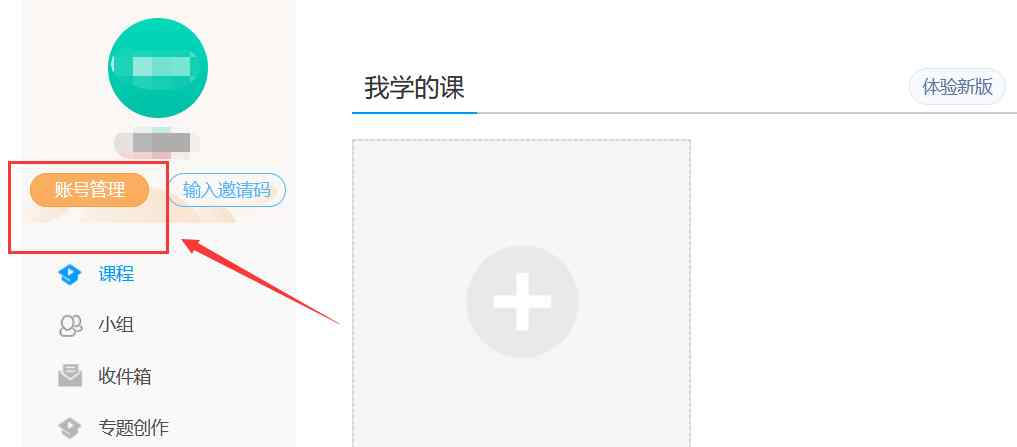 我学的课
体验新版
账号管理
输入邀请码
课程
小组
收件箱
专题创作